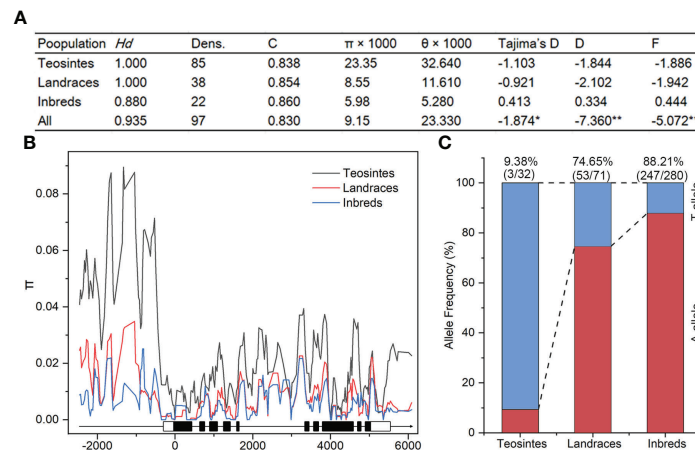 A
Poopulation Hd Dens. C π × 1000 θ × 1000 Tajima's D D F
Teosintes 1.000 85 0.838 23.35 32.640 -1.103 -1.844 -1.886
Landraces 1.000 38 0.854 8.55 11.610 -0.921 -2.102 -1.942
Inbreds 0.880 22 0.860 5.98 5.280 0.413 0.334 0.444
All 0.935 97 0.830 9.15 23.330 -1.874* -7.360** -5.072*
B
Teosintes
Landraces
Inbreds
0.08
0.06
0.04
0.02
0.00
π
-2000 0 2000 4000 6000
C
9.38% 74.65% 88.21%
(3/32) (53/71) (247/280)
100
80
60
40
20
0
Allele Frequency (%)
T allele
A allele
Teosintes Landraces Inbreds